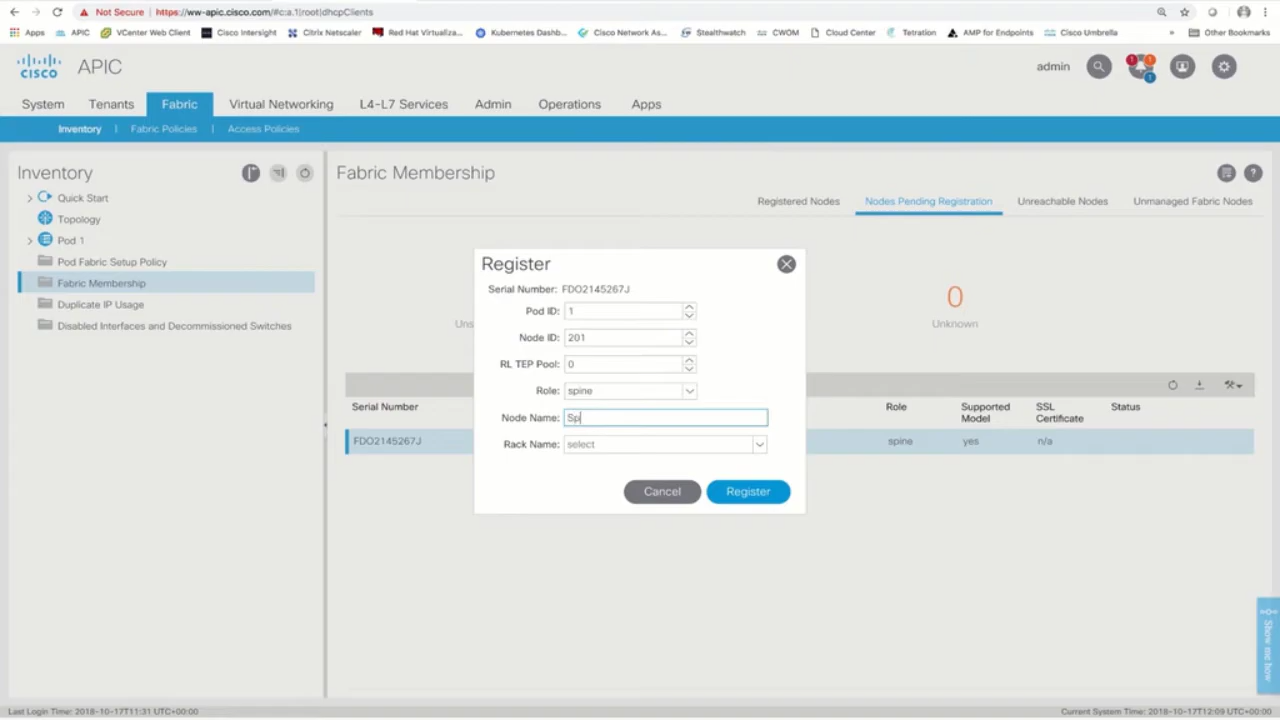 Not Secure | https://ww-apic.cisco.com/#c:a.1|root|dhcpClients
Apps APIC VCenter Web Client Cisco Intersight Citrix Netscaler Red Hat Virtualiza... Kubernetes Dashb... Cisco Network As... Stealthwatch CWOM Cloud Center Tetration AMP for Endpoints Cisco Umbrella » Other Bookmarks
CISCO APIC admin 1 1 1
System Tenants Fabric Virtual Networking L4-L7 Services Admin Operations Apps
Inventory | Fabric Policies | Access Policies
Inventory
Quick Start
Topology
Pod 1
Pod Fabric Setup Policy
Fabric Membership
Duplicate IP Usage
Disabled Interfaces and Decommissioned Switches
Fabric Membership
Registered Nodes Nodes Pending Registration Unreachable Nodes Unmanaged Fabric Nodes
0
Uns Unknown
Serial Number Role Supported Model SSL Certificate Status
FDO2145267J spine yes n/a
Register
Serial Number: FDO2145267J
Pod ID: 1
Node ID: 201
RL TEP Pool: 0
Role: spine
Node Name: Sp
Rack Name: select
Cancel Register
Show me how
Last Login Time: 2018-10-17T11:31 UTC+00:00 Current System Time: 2018-10-17T12:09 UTC+00:00